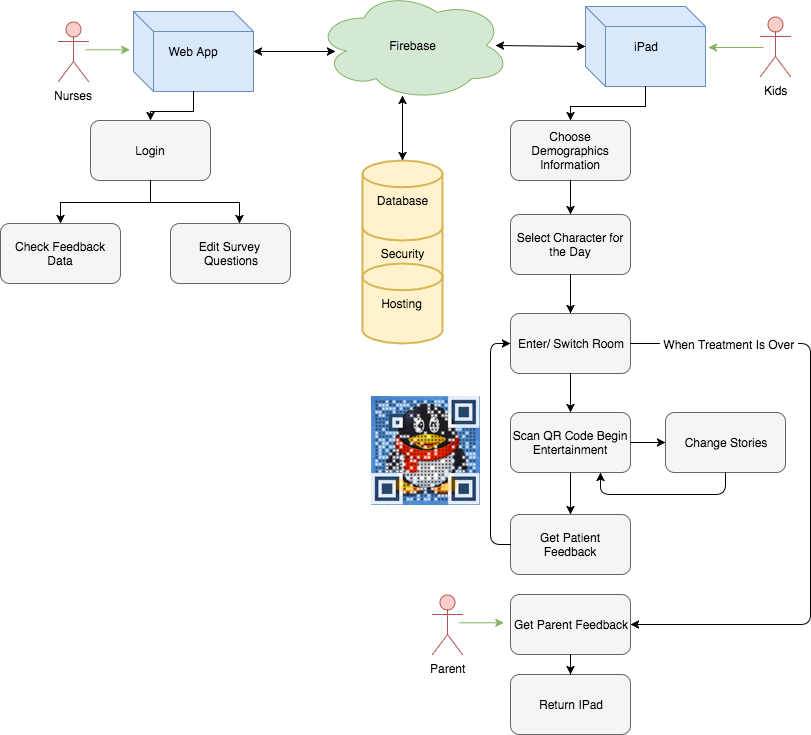 Web App
Firebase
iPad
Nurses
Kids
Login
Choose
Demographics
Information
Check Feedback
Data
Edit Survey
Questions
Database
Security
Hosting
Select Character for
the Day
Enter/ Switch Room
When Treatment Is Over
Scan QR Code Begin
Entertainment
Change Stories
Get Patient
Feedback
Parent
Get Parent Feedback
Return IPad